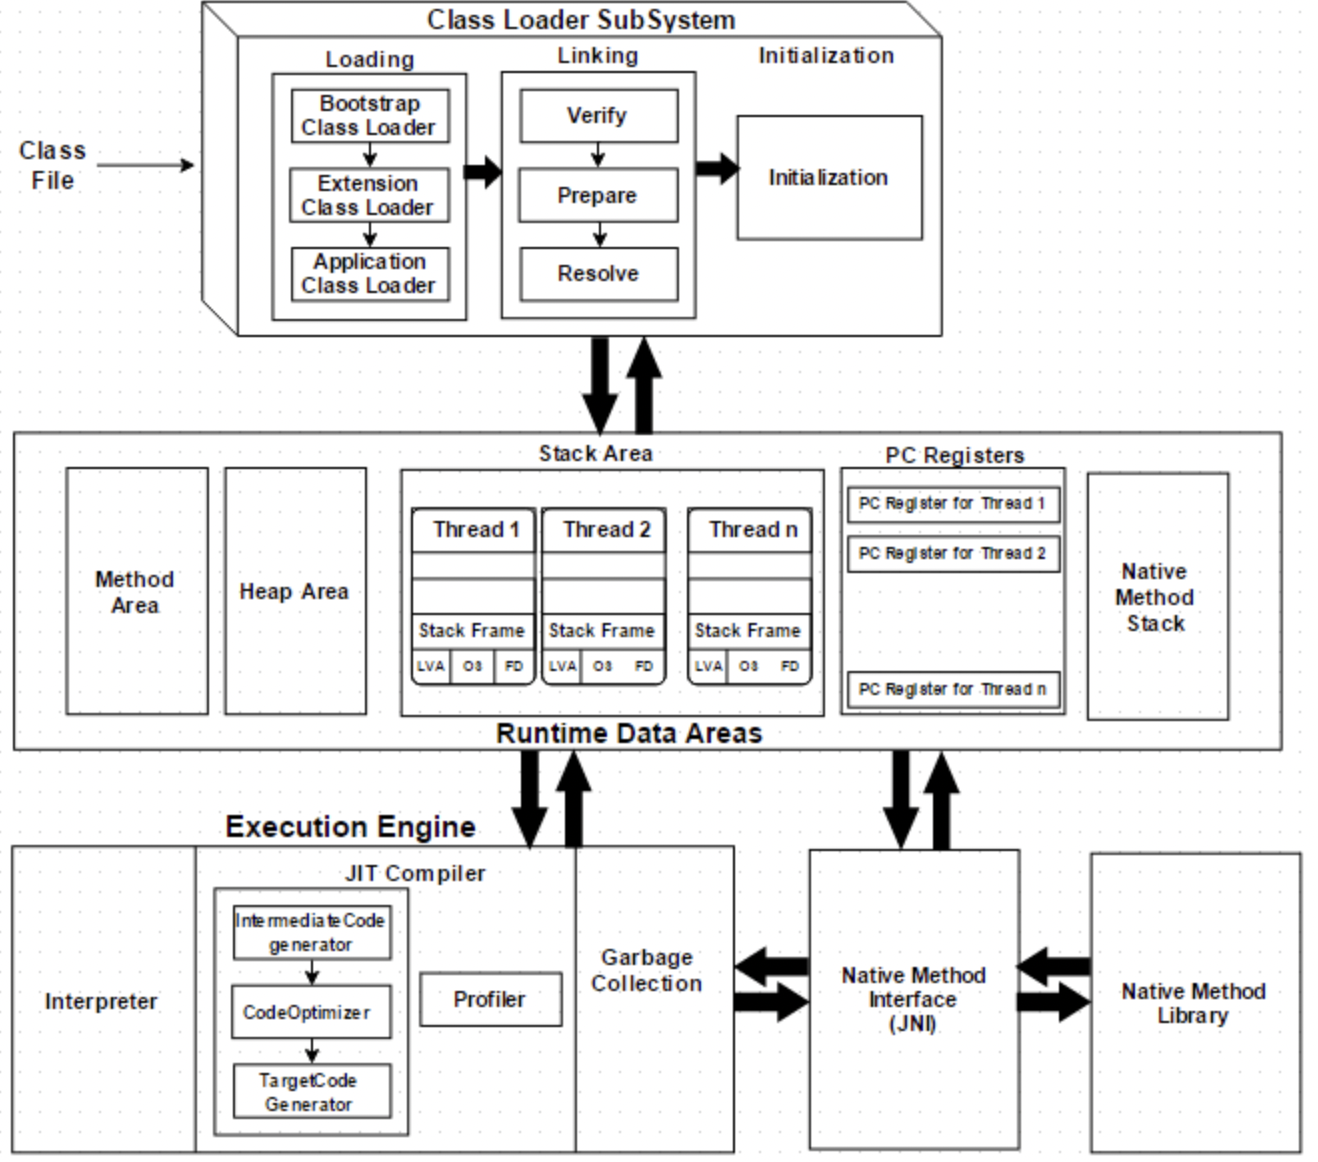 Class Loader SubSystem
Loading
Linking
Initialization
Bootstrap
Class Loader
Extension
Class Loader
Application
Class Loader
Verify
Prepare
Resolve
Initialization
Class
File
Stack Area
PC Registers
Method
Area
Heap Area
Thread 1
Stack Frame
LVA OS FD
Thread 2
Stack Frame
LVA OS FD
Thread n
Stack Frame
LVA OS FD
PC Register for Thread 1
PC Register for Thread 2
PC Register for Thread n
Native
Method
Stack
Runtime Data Areas
Execution Engine
Interpreter
JIT Compiler
IntermediateCode
generator
CodeOptimizer
TargetCode
Generator
Profiler
Garbage
Collection
Native Method
Interface
(JNI)
Native Method
Library